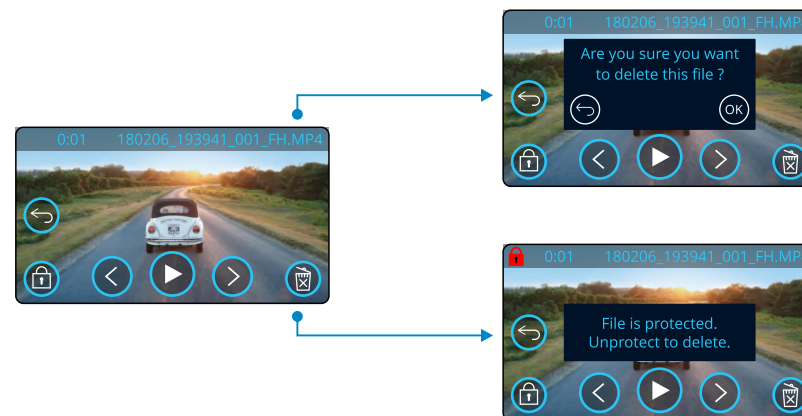 0:01 180206_193941_001_FH.MP4
0:01 180206_193941_001_FH.MP
Are you sure you want
to delete this file ?
OK
0:01 180206_193941_001_FH.MP
File is protected.
Unprotect to delete.